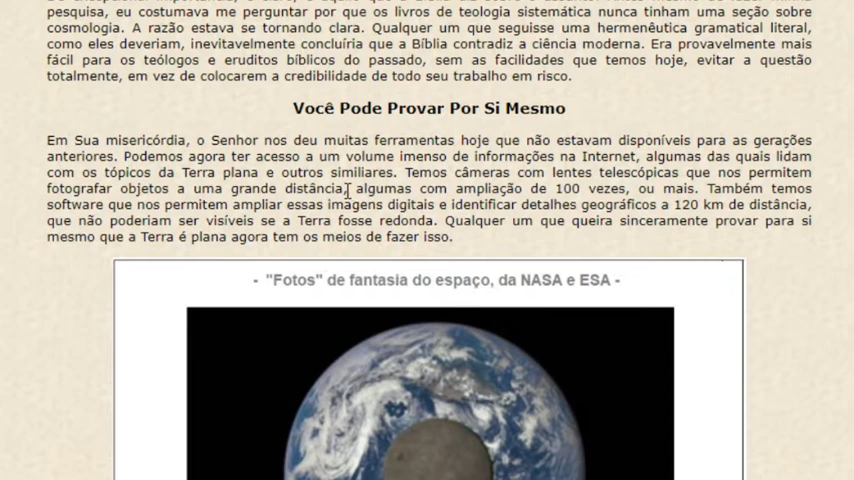 pesquisa, eu costumava me perguntar por que os livros de teologia sistemática nunca tinham uma seção sobre
cosmologia. A razão estava se tornando clara. Qualquer um que seguisse uma hermenêutica gramatical literal,
como eles deveriam, inevitavelmente concluíria que a Bíblia contradiz a ciência moderna. Era provavelmente mais
fácil para os teólogos e eruditos bíblicos do passado, sem as facilidades que temos hoje, evitar a questão
totalmente, em vez de colocarem a credibilidade de todo seu trabalho em risco.
Você Pode Provar Por Si Mesmo
Em Sua misericórdia, o Senhor nos deu muitas ferramentas hoje que não estavam disponíveis para as gerações
anteriores. Podemos agora ter acesso a um volume imenso de informações na Internet, algumas das quais lidam
com os tópicos da Terra plana e outros similiares. Temos câmeras com lentes telescópicas que nos permitem
fotografar objetos a uma grande distância, algumas com ampliação de 100 vezes, ou mais. Também temos
software que nos permitem ampliar essas imagens digitais e identificar detalhes geográficos a 120 km de distância,
que não poderiam ser visíveis se a Terra fosse redonda. Qualquer um que queira sinceramente provar para si
mesmo que a Terra é plana agora tem os meios de fazer isso.
- "Fotos" de fantasia do espaço, da NASA e ESA -